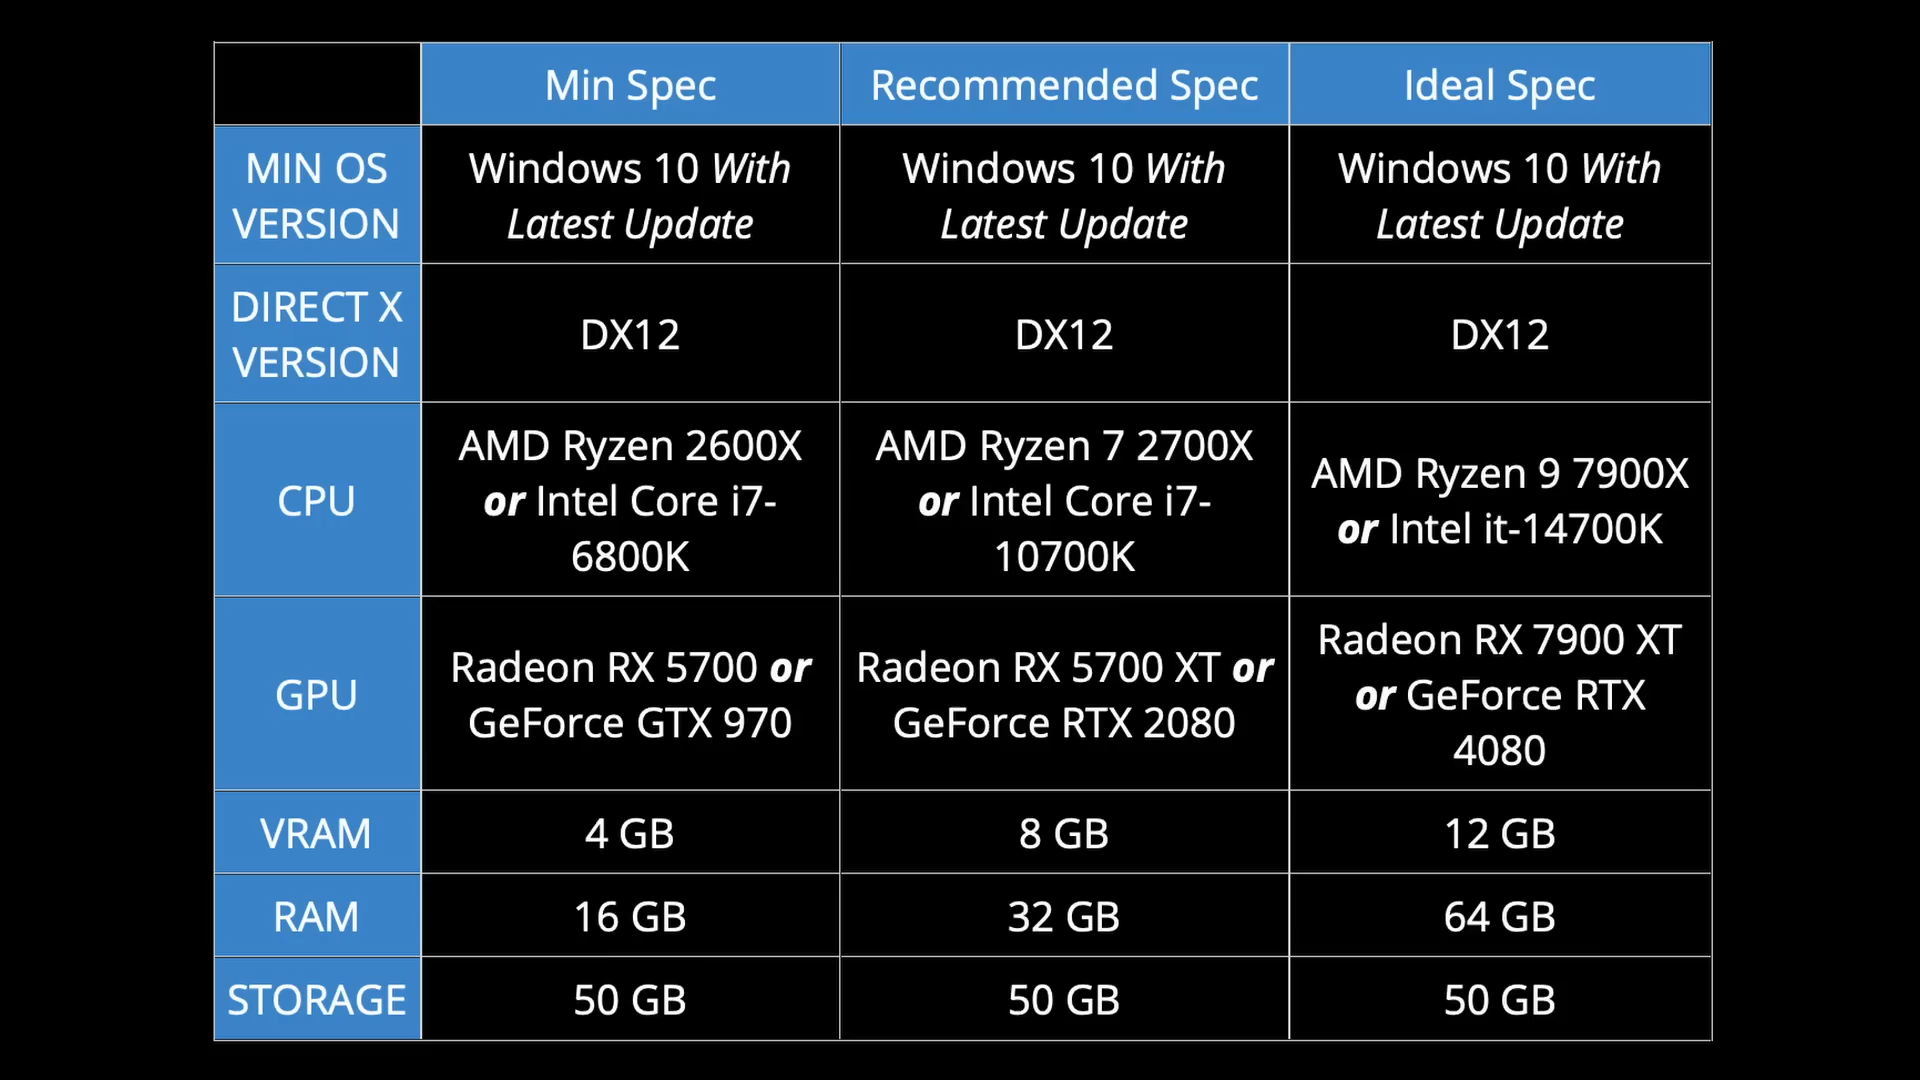 Min Spec Recommended Spec Ideal Spec
MIN OS VERSION
Windows 10 With
Latest Update
Windows 10 With
Latest Update
Windows 10 With
Latest Update
DIRECT X
VERSION
DX12
DX12
DX12
CPU
AMD Ryzen 2600X
or Intel Core i7-
6800K
AMD Ryzen 7 2700X
or Intel Core i7-
10700K
AMD Ryzen 9 7900X
or Intel it-14700K
GPU
Radeon RX 5700 or
GeForce GTX 970
Radeon RX 5700 XT or
GeForce RTX 2080
Radeon RX 7900 XT
or GeForce RTX
4080
VRAM
4 GB
8 GB
12 GB
RAM
16 GB
32 GB
64 GB
STORAGE
50 GB
50 GB
50 GB